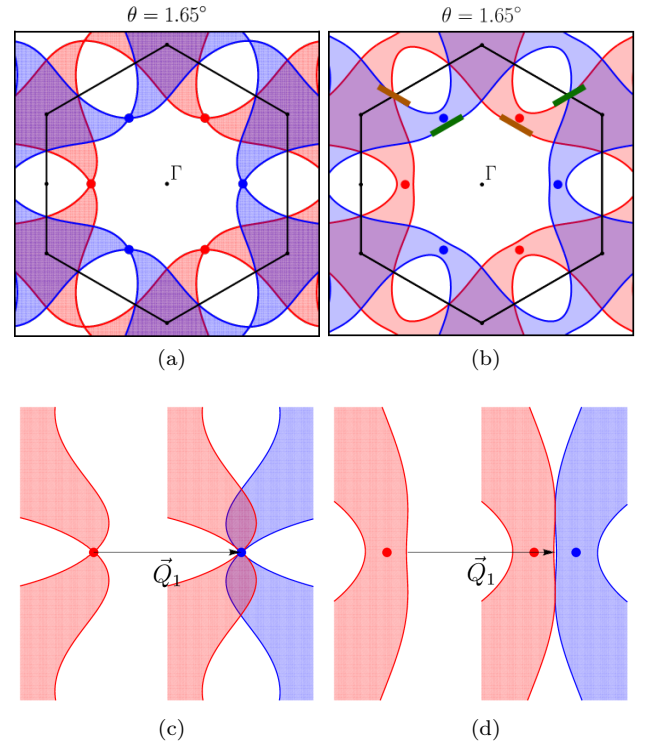 θ = 1.65° θ = 1.65°
Γ Γ
(a) (b)
Q⃗₁ Q⃗₁
(c) (d)